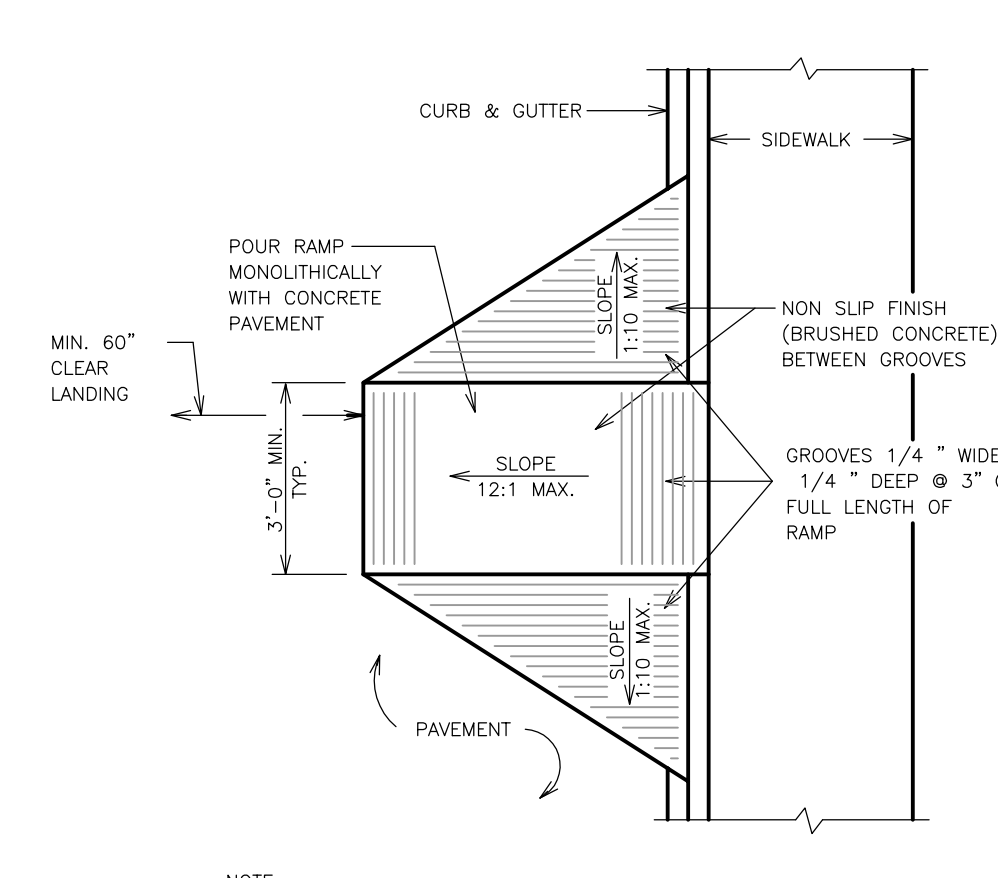 CURB & GUTTER
SIDEWALK
POUR RAMP
MONOLITHICALLY
WITH CONCRETE
PAVEMENT
SLOPE
1:10 MAX.
NON SLIP FINISH
(BRUSHED CONCRETE)
BETWEEN GROOVES
MIN. 60”
CLEAR
LANDING
3'-0” MIN.
TYP.
SLOPE
12:1 MAX.
GROOVES 1/4 ” WIDE
1/4 ” DEEP @ 3”
FULL LENGTH OF
RAMP
SLOPE
1:10 MAX.
PAVEMENT
NOTE